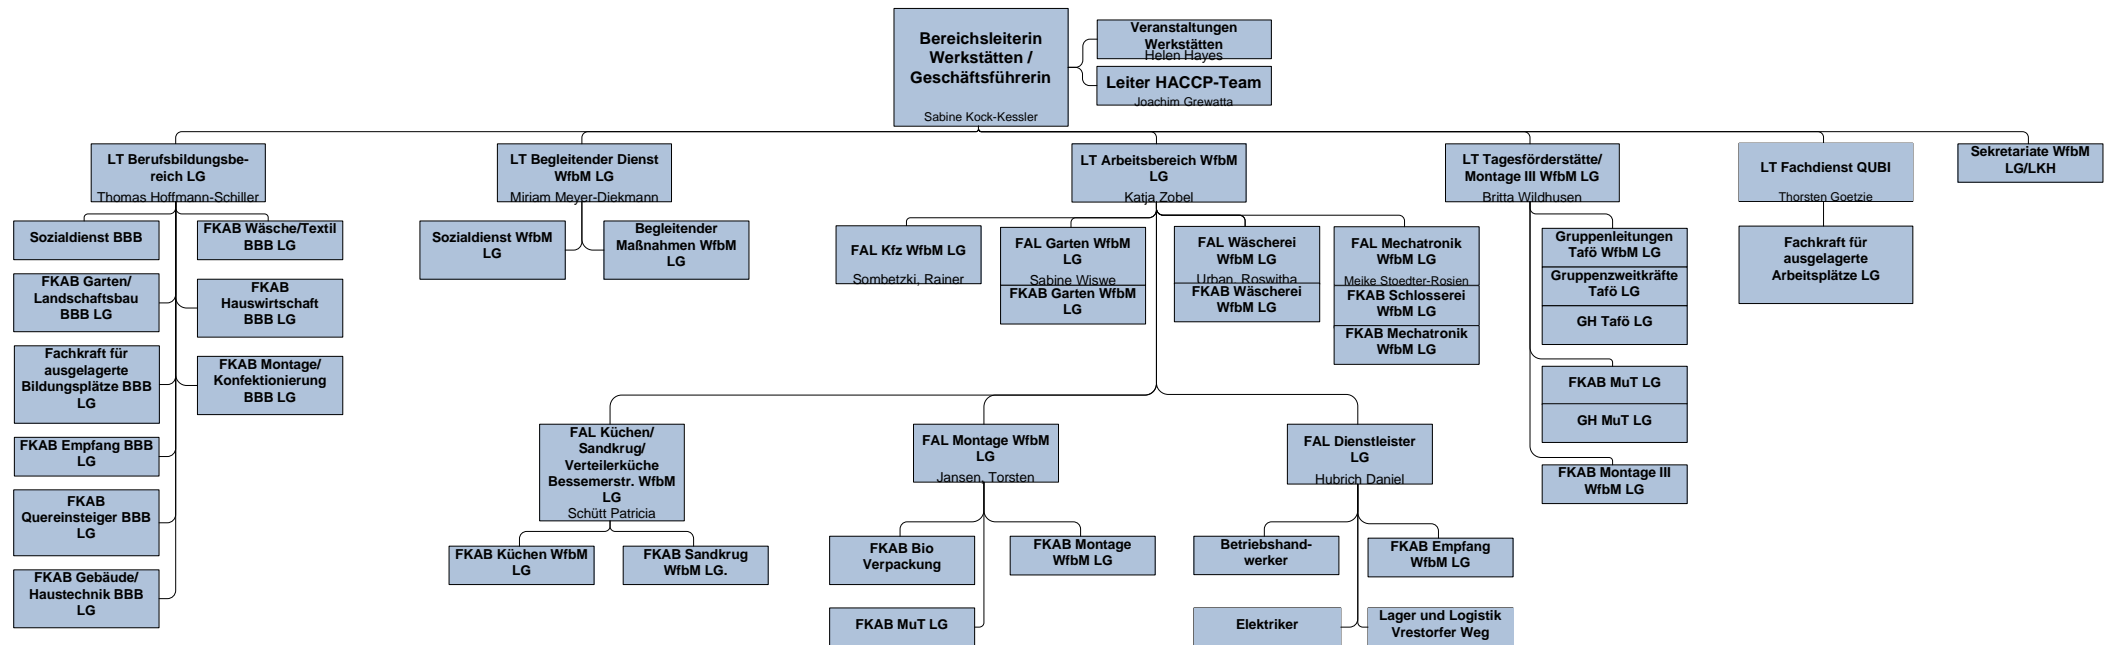 Bereichsleiterin
Werkstätten /
Geschäftsführerin
Sabine Kock-Kessler
Veranstaltungen
Werkstätten
Helen Hayes
Leiter HACCP-Team
Joachim Grewatta
LT Berufsbildungsbe-
reich LG
Thomas Hoffmann-Schiller
LT Begleitender Dienst
WfbM LG
Miriam Meyer-Diekmann
LT Arbeitsbereich WfbM
LG
Katja Zobel
LT Tagesförderstätte/
Montage III WfbM LG
Britta Wildhusen
LT Fachdienst QUBI
Thorsten Goetzie
Sekretariate WfbM
LG/LKH
Sozialdienst BBB
FKAB Wäsche/Textil
BBB LG
FKAB Garten/
Landschaftsbau
BBB LG
FKAB
Hauswirtschaft
BBB LG
Fachkraft für
ausgelagerte
Bildungsplätze BBB
LG
FKAB Montage/
Konfektionierung
BBB LG
FKAB Empfang BBB
LG
FKAB
Quereinsteiger BBB
LG
FKAB Gebäude/
Haustechnik BBB
LG
Sozialdienst WfbM
LG
Begleitender
Maßnahmen WfbM
LG
FAL Kfz WfbM LG
Sombetzki, Rainer
FAL Garten WfbM
LG
Sabine Wiswe
FKAB Garten WfbM
LG
FAL Wäscherei
WfbM LG
Urban, Roswitha
FKAB Wäscherei
WfbM LG
FAL Mechatronik
WfbM LG
Meike Stoedter-Rosien
FKAB Schlosserei
WfbM LG
FKAB Mechatronik
WfbM LG
Gruppenleitungen
Tafö WfbM LG
Gruppenzweitkräfte
Tafö LG
GH Tafö LG
FKAB MuT LG
GH MuT LG
FKAB Montage III
WfbM LG
Fachkraft für
ausgelagerte
Arbeitsplätze LG
FAL Küchen/
Sandkrug/
Verteilerküche
Bessemerstr. WfbM
LG
Schütt Patricia
FKAB Küchen WfbM
LG
FKAB Sandkrug
WfbM LG.
FAL Montage WfbM
LG
Jansen, Torsten
FKAB Bio
Verpackung
FKAB Montage
WfbM LG
FKAB MuT LG
FAL Dienstleister
LG
Hubrich Daniel
Betriebshand-
werker
FKAB Empfang
WfbM LG
Elektriker
Lager und Logistik
Vrestorfer Weg